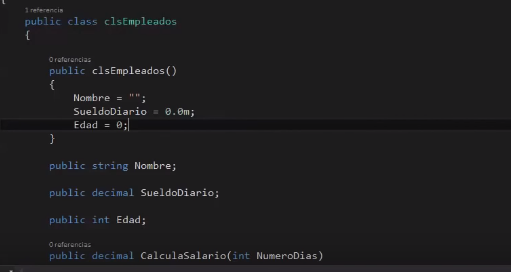 {
1 referencia
public class clsEmpleados
{
0 referencias
public clsEmpleados()
{
Nombre = "";
SueldoDiario = 0.0m;
Edad = 0;
}
public string Nombre;
public decimal SueldoDiario;
public int Edad;
0 referencias
public decimal CalculaSalario(int NumeroDias)